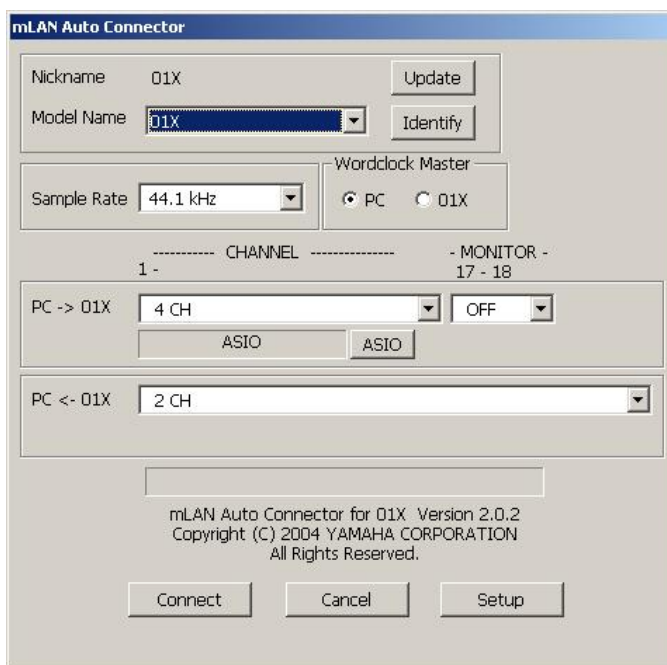 mLAN Auto Connector
Nickname 01X Update
Model Name 01X Identify
Wordclock Master
Sample Rate 44.1 kHz PC 01X
----------- CHANNEL --------------- - MONITOR -
1 - 17 - 18
PC -> 01X 4 CH OFF
ASIO ASIO
PC <- 01X 2 CH
mLAN Auto Connector for 01X Version 2.0.2
Copyright (C) 2004 YAMAHA CORPORATION
All Rights Reserved.
Connect Cancel Setup